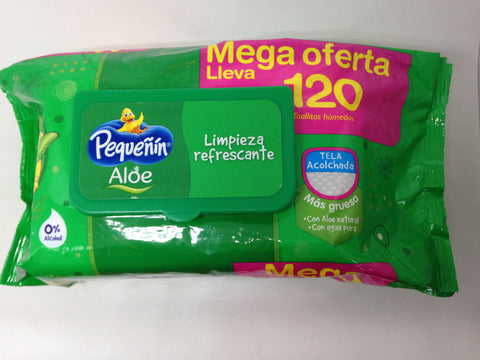 Mega oferta
Lleva
120
Toallitas húmedas
Pequeñín®
Aloe
Limpieza
refrescante
TELA
Acolchada
Más gruesa
•Con Aloe natural
•Con agua pura
0%
Alcohol
Mega